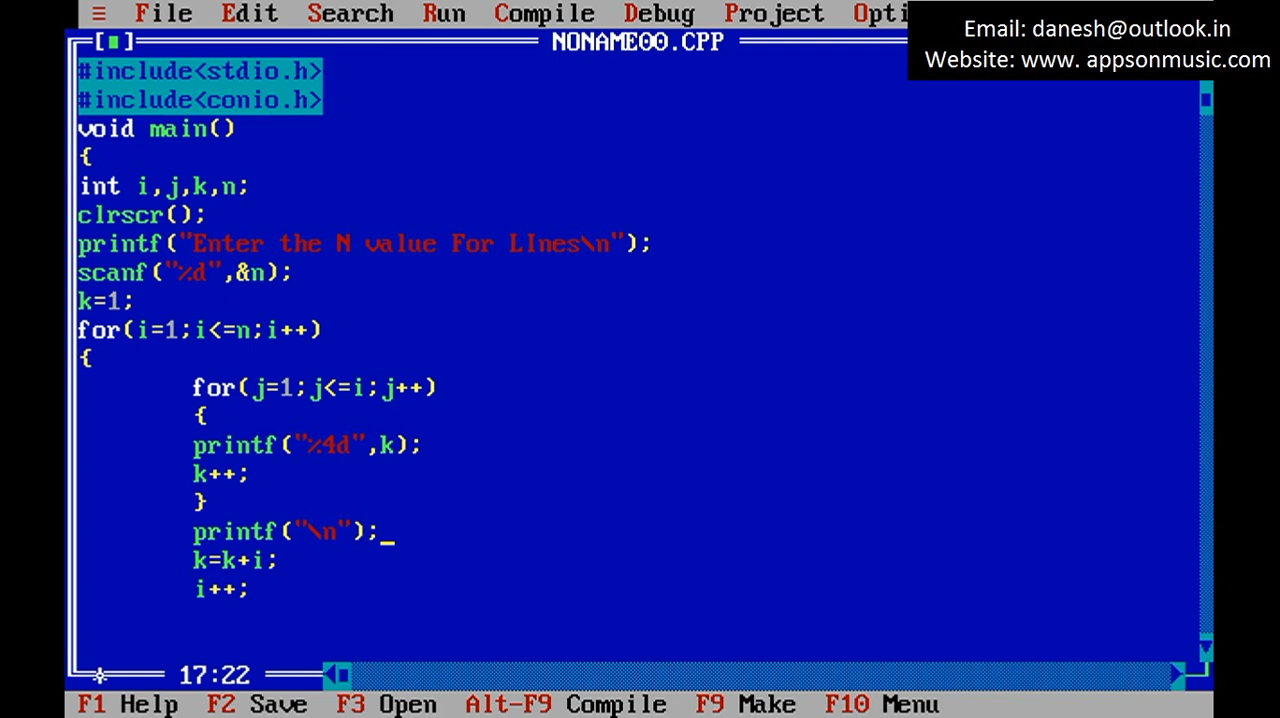 ≡ File Edit Search Run Compile Debug Project Opti
Email: danesh@outlook.in
Website: www. appsonmusic.com
[■] NONAME00.CPP
#include<stdio.h>
#include<conio.h>
void main()
{
int i,j,k,n;
clrscr();
printf("Enter the N value For LInes\n");
scanf("%d",&n);
k=1;
for(i=1;i<=n;i++)
{
for(j=1;j<=i;j++)
{
printf("%4d",k);
k++;
}
printf("\n");_
k=k+i;
i++;
17:22
F1 Help F2 Save F3 Open Alt-F9 Compile F9 Make F10 Menu